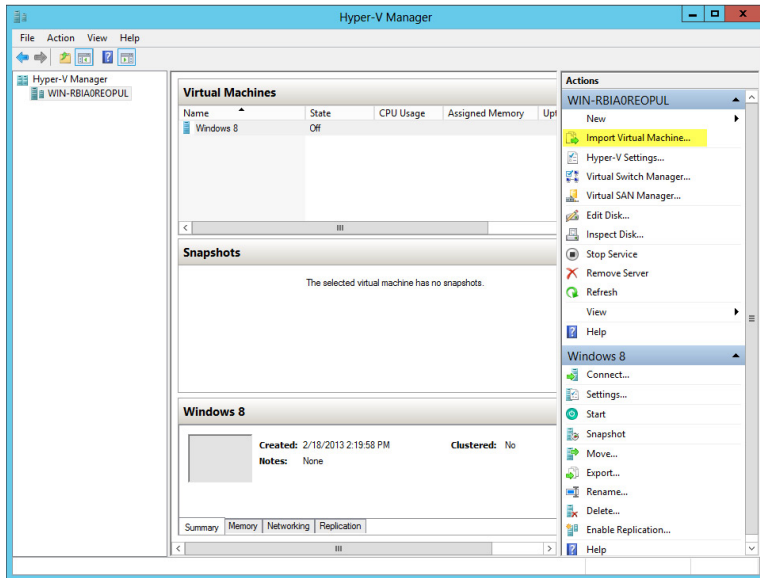 Hyper-V Manager
File Action View Help
Hyper-V Manager
WIN-RBIA0REOPUL
Virtual Machines
Name State CPU Usage Assigned Memory Upt
Windows 8 Off
Snapshots
The selected virtual machine has no snapshots.
Windows 8
Created: 2/18/2013 2:19:58 PM Clustered: No
Notes: None
Summary Memory Networking Replication
Actions
WIN-RBIA0REOPUL
New
Import Virtual Machine...
Hyper-V Settings...
Virtual Switch Manager...
Virtual SAN Manager...
Edit Disk...
Inspect Disk...
Stop Service
Remove Server
Refresh
View
Help
Windows 8
Connect...
Settings...
Start
Snapshot
Move...
Export...
Rename...
Delete...
Enable Replication...
Help